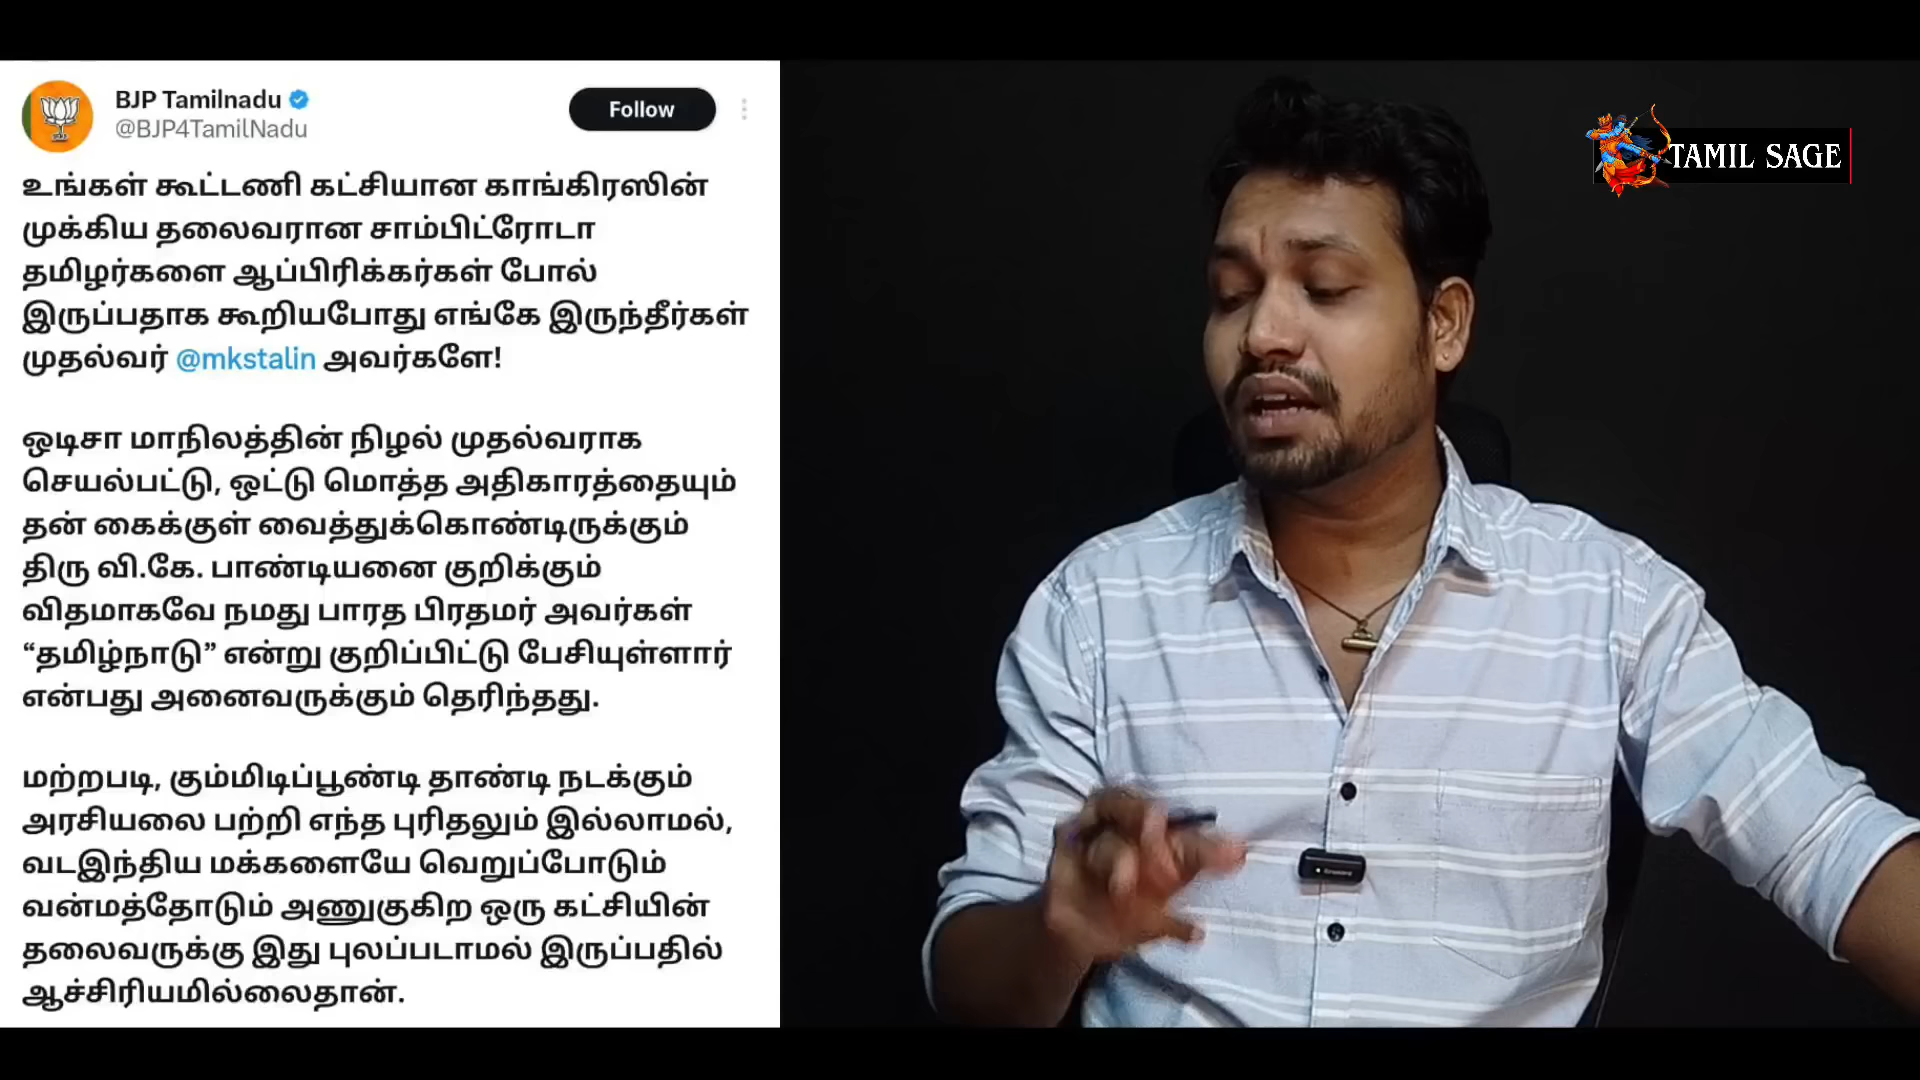 BJP Tamilnadu
@BJP4TamilNadu
Follow
உங்கள் கூட்டணி கட்சியான காங்கிரஸின்
முக்கிய தலைவரான சாம்பிட்ரோடா
தமிழர்களை ஆப்பிரிக்கர்கள் போல்
இருப்பதாக கூறியபோது எங்கே இருந்தீர்கள்
முதல்வர் @mkstalin அவர்களே!
ஒடிசா மாநிலத்தின் நிழல் முதல்வராக
செயல்பட்டு, ஒட்டு மொத்த அதிகாரத்தையும்
தன் கைக்குள் வைத்துக்கொண்டிருக்கும்
திரு வி.கே. பாண்டியனை குறிக்கும்
விதமாகவே நமது பாரத பிரதமர் அவர்கள்
“தமிழ்நாடு” என்று குறிப்பிட்டு பேசியுள்ளார்
என்பது அனைவருக்கும் தெரிந்தது.
மற்றபடி, கும்மிடிப்பூண்டி தாண்டி நடக்கும்
அரசியலை பற்றி எந்த புரிதலும் இல்லாமல்,
வடஇந்திய மக்களையே வெறுப்போடும்
வன்மத்தோடும் அணுகுகிற ஒரு கட்சியின்
தலைவருக்கு இது புலப்படாமல் இருப்பதில்
ஆச்சிரியமில்லைதான்.
TAMIL SAGE